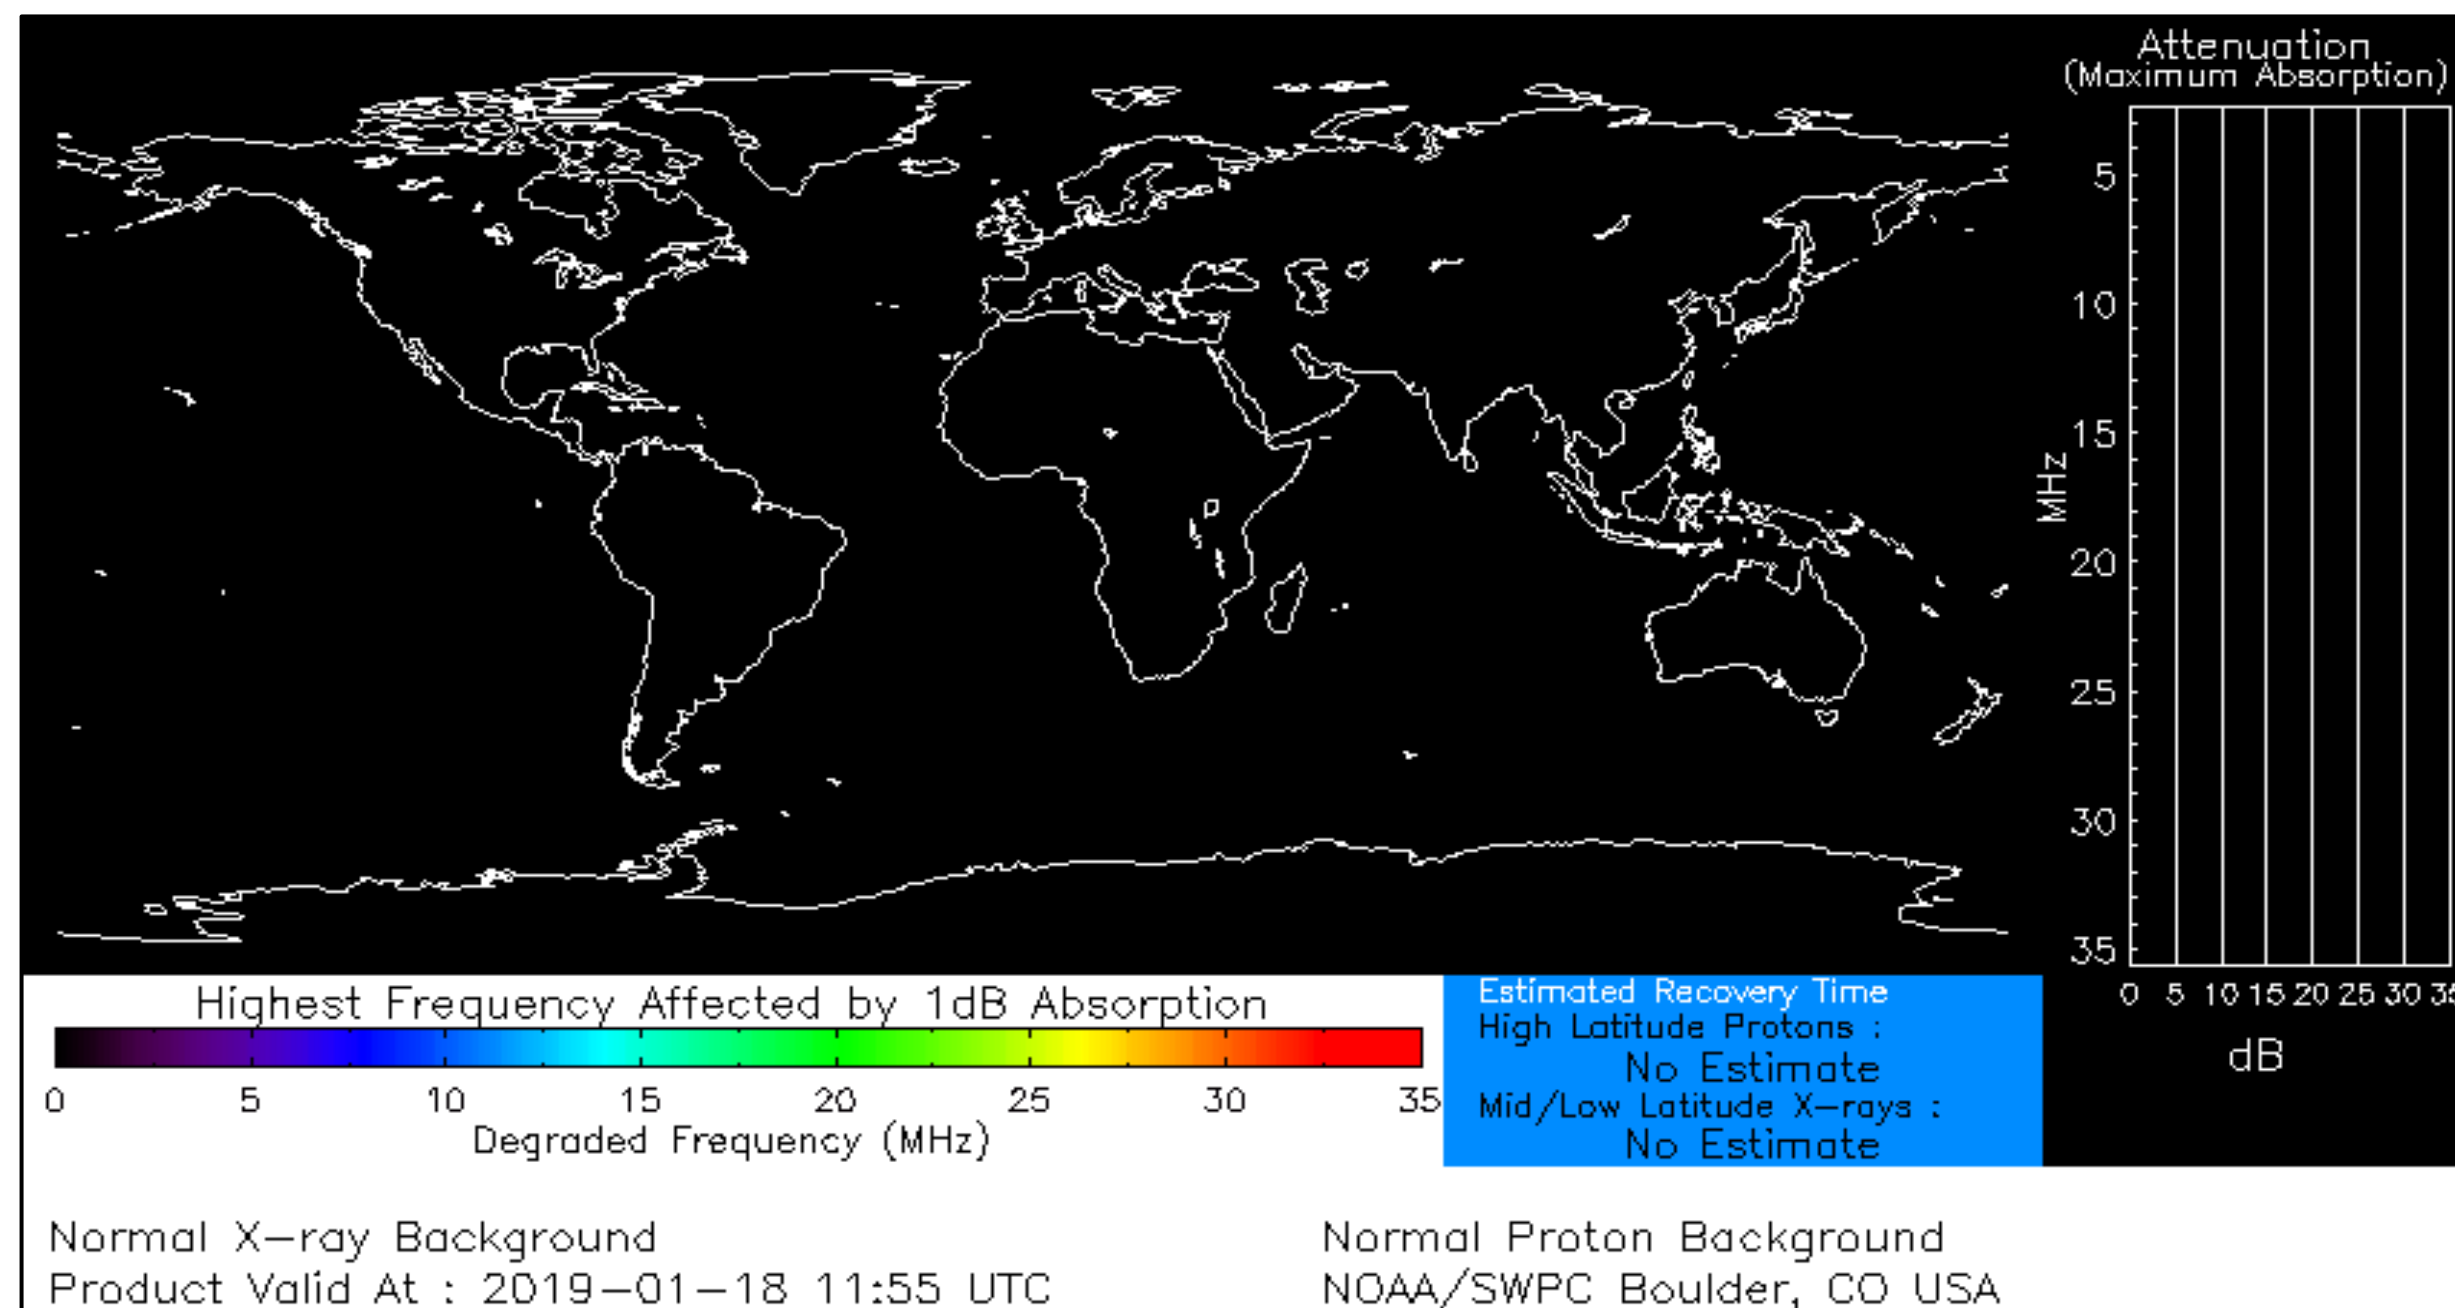 Attenuation
(Maximum Absorption)
5
10
15
20
25
30
35
MHz
0 5 10 15 20 25 30
dB
Highest Frequency Affected by 1dB Absorption
0 5 10 15 20 25 30 35
Degraded Frequency (MHz)
Estimated Recovery Time
High Latitude Protons :
No Estimate
Mid/Low Latitude X-rays :
No Estimate
Normal X-ray Background
Normal Proton Background
Product Valid At : 2019-01-18 11:55 UTC
NOAA/SWPC Boulder, CO USA